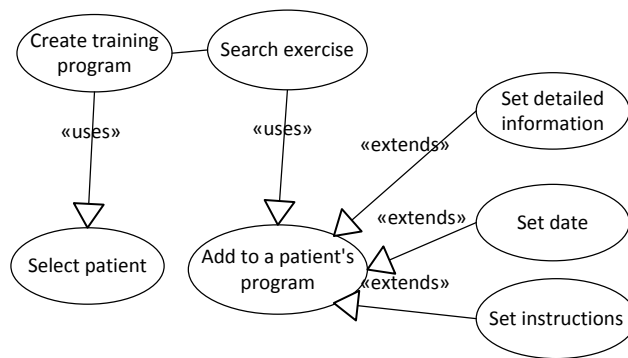 Create training
program
Search exercise
Set detailed
information
«uses»
«uses»
«extends»
«extends»
Set date
Select patient
Add to a patient's
program
«extends»
Set instructions